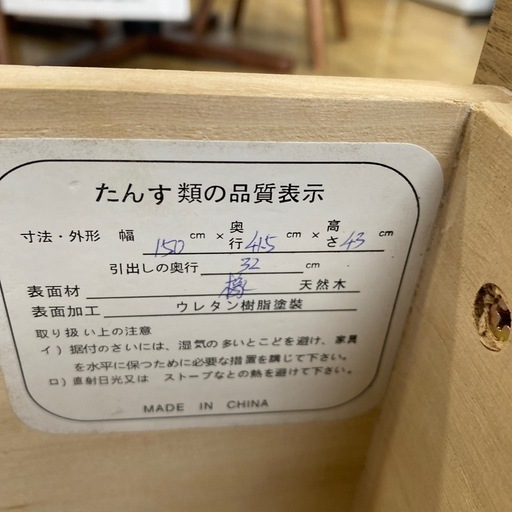 たんす類の品質表示
寸法・外形 幅 150 cm × 奥行 41.5 cm × 高さ 43 cm
引出しの奥行 32 cm
表面材 天然木
表面加工 ウレタン樹脂塗装
取り扱い上の注意
イ）据付のさいには、湿気の多いとこどを避け、家具
を水平に保つために必要な措置を講じて下さい。
ロ）直射日光又は ストーブなとの熱を避けて下さい。
MADE IN CHINA